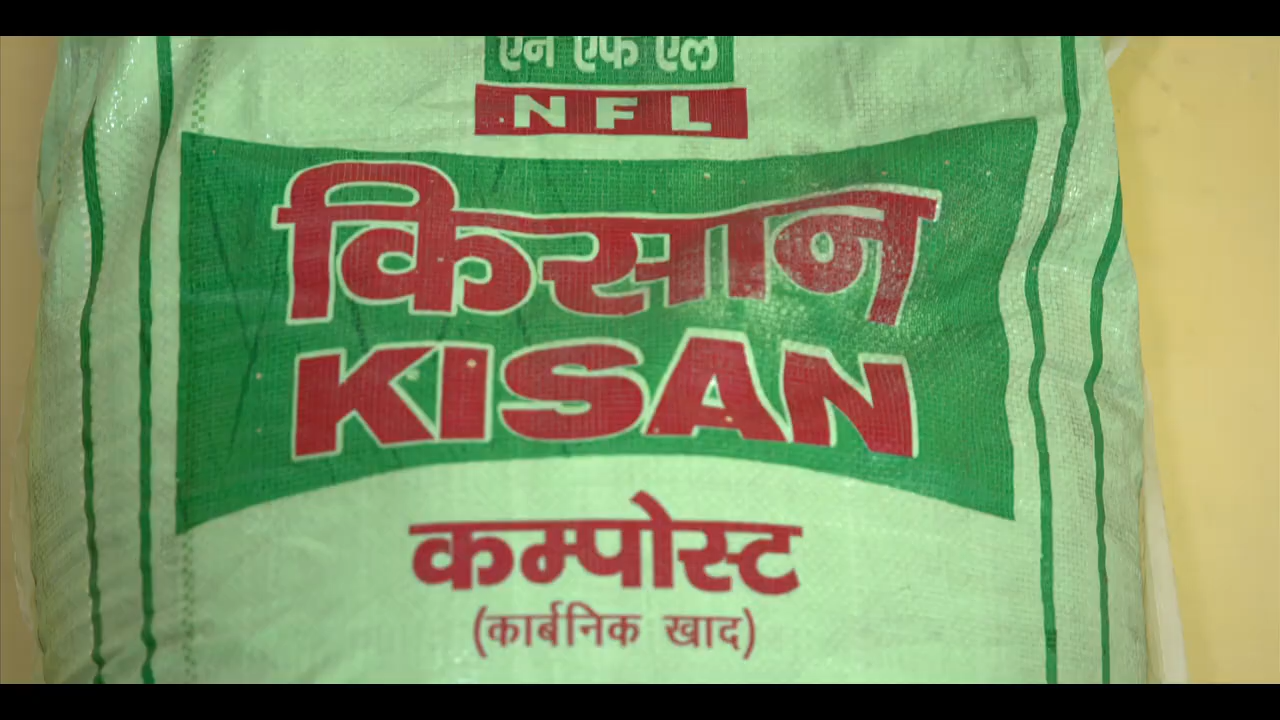 एन एफ एल
NFL
किसान
KISAN
कम्पोस्ट
(कार्बनिक खाद)